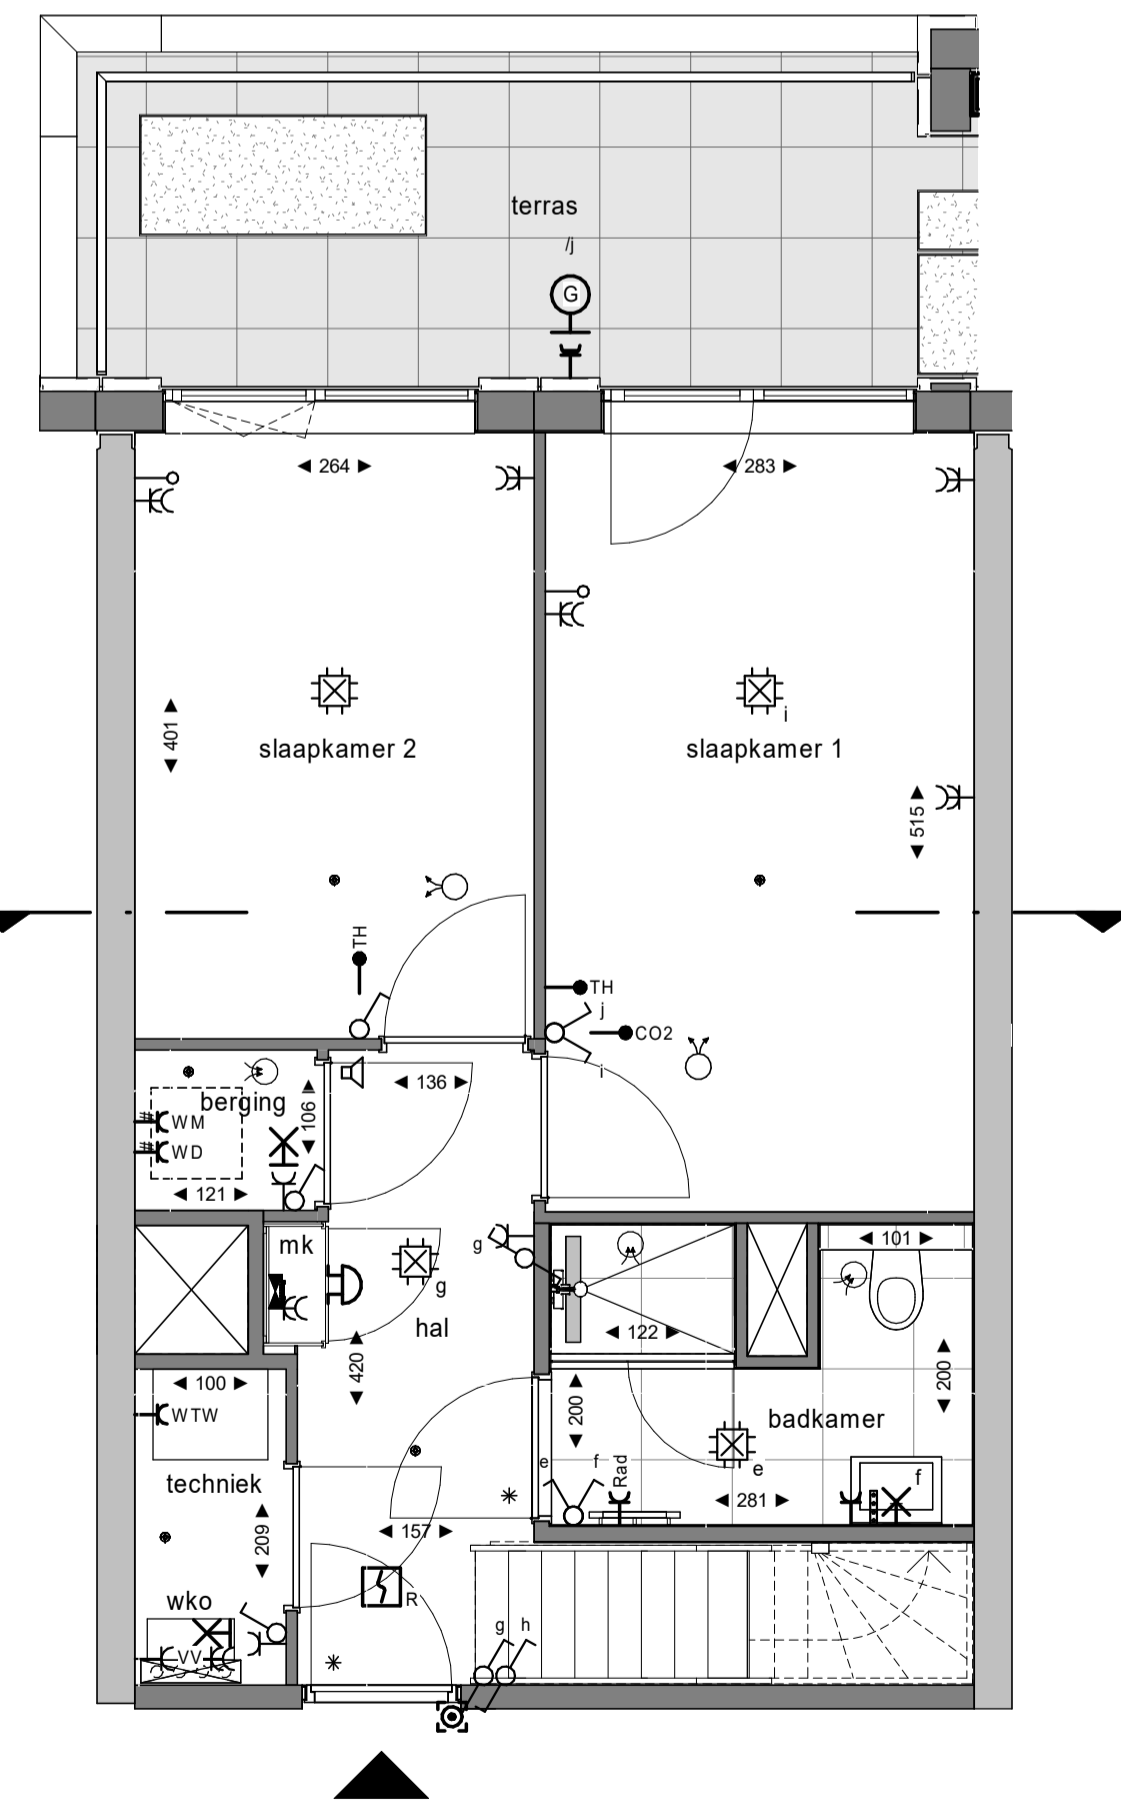 terras
/j
G
264
283
401
slaapkamer 2
i
slaapkamer 1
515
TH
TH
j
CO2
i
136
berging
106
WM
WD
121
mk
g
g
hal
101
122
420
200
200
100
WTW
badkamer
techniek
e
f
Rad
e
f
281
157
209
wko
R
VV
g
h